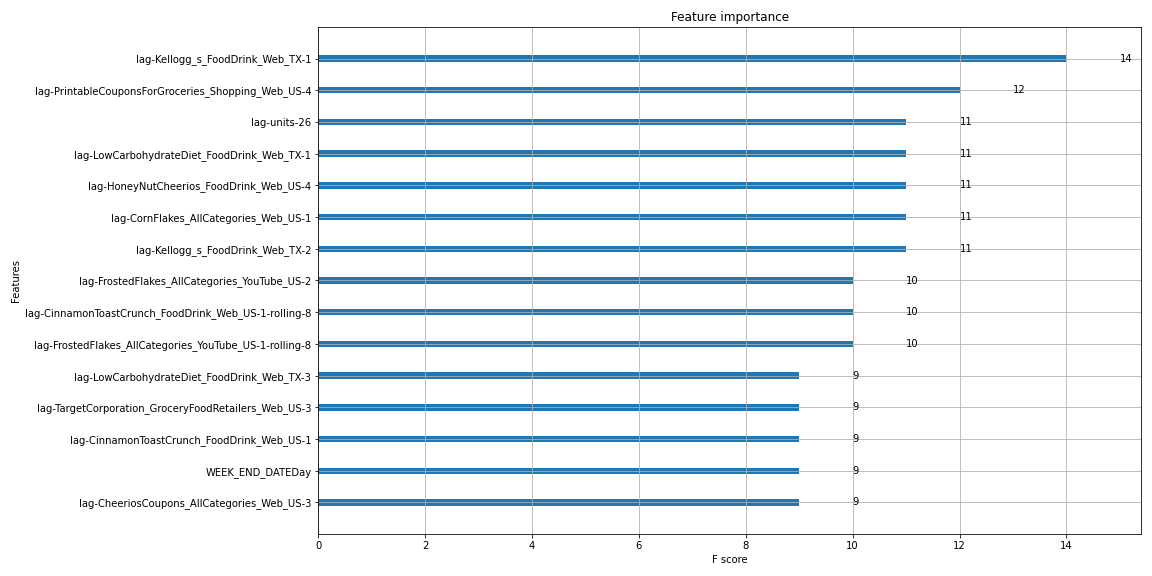 Feature importance
lag-Kellogg_s_FoodDrink_Web_TX-1 14
lag-PrintableCouponsForGroceries_Shopping_Web_US-4 12
lag-units-26 11
lag-LowCarbohydrateDiet_FoodDrink_Web_TX-1 11
lag-HoneyNutCheerios_FoodDrink_Web_US-4 11
lag-CornFlakes_AllCategories_Web_US-1 11
lag-Kellogg_s_FoodDrink_Web_TX-2 11
lag-FrostedFlakes_AllCategories_YouTube_US-2 10
lag-CinnamonToastCrunch_FoodDrink_Web_US-1-rolling-8 10
lag-FrostedFlakes_AllCategories_YouTube_US-1-rolling-8 10
lag-LowCarbohydrateDiet_FoodDrink_Web_TX-3 9
lag-TargetCorporation_GroceryFoodRetailers_Web_US-3 9
lag-CinnamonToastCrunch_FoodDrink_Web_US-1 9
WEEK_END_DATEDay 9
lag-CheeriosCoupons_AllCategories_Web_US-3 9
Features
0 2 4 6 8 10 12 14
F score